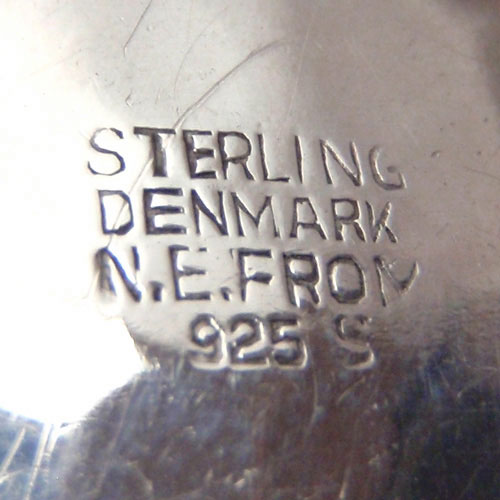 STERLING
DENMARK
N.E.FROM
925 S